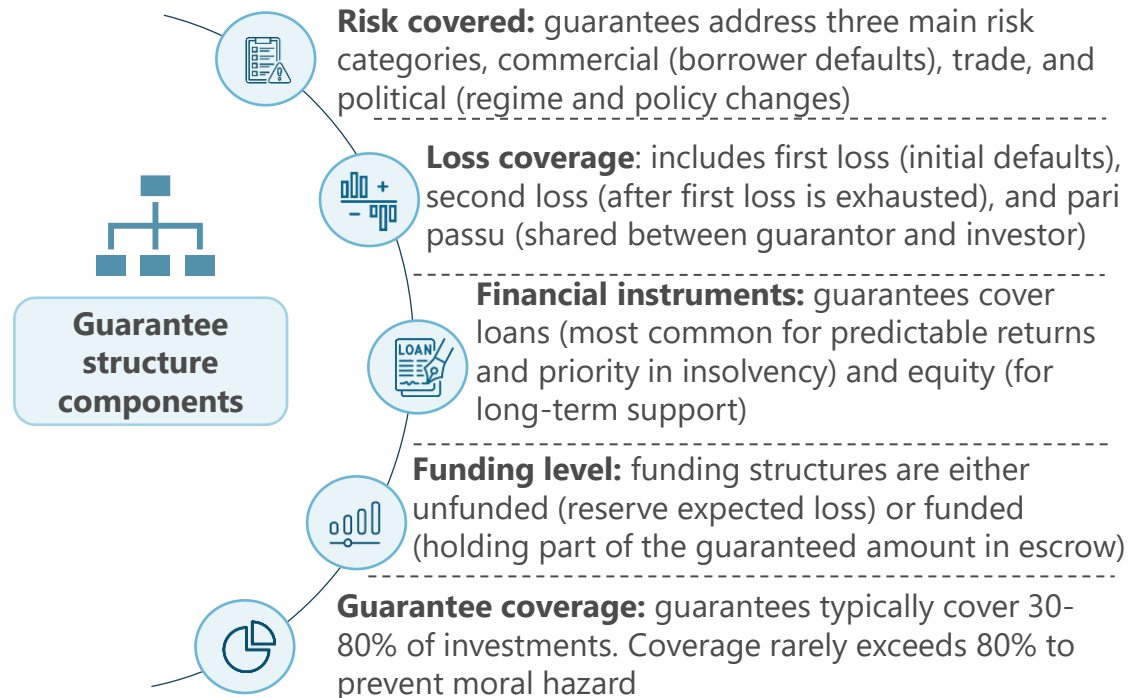 Risk covered: guarantees address three main risk
categories, commercial (borrower defaults), trade, and
political (regime and policy changes)
Loss coverage: includes first loss (initial defaults),
second loss (after first loss is exhausted), and pari
passu (shared between guarantor and investor)
Guarantee
structure
components
Financial instruments: guarantees cover
loans (most common for predictable returns
and priority in insolvency) and equity (for
long-term support)
LOAN
Funding level: funding structures are either
unfunded (reserve expected loss) or funded
(holding part of the guaranteed amount in escrow)
Guarantee coverage: guarantees typically cover 30-
80% of investments. Coverage rarely exceeds 80% to
prevent moral hazard